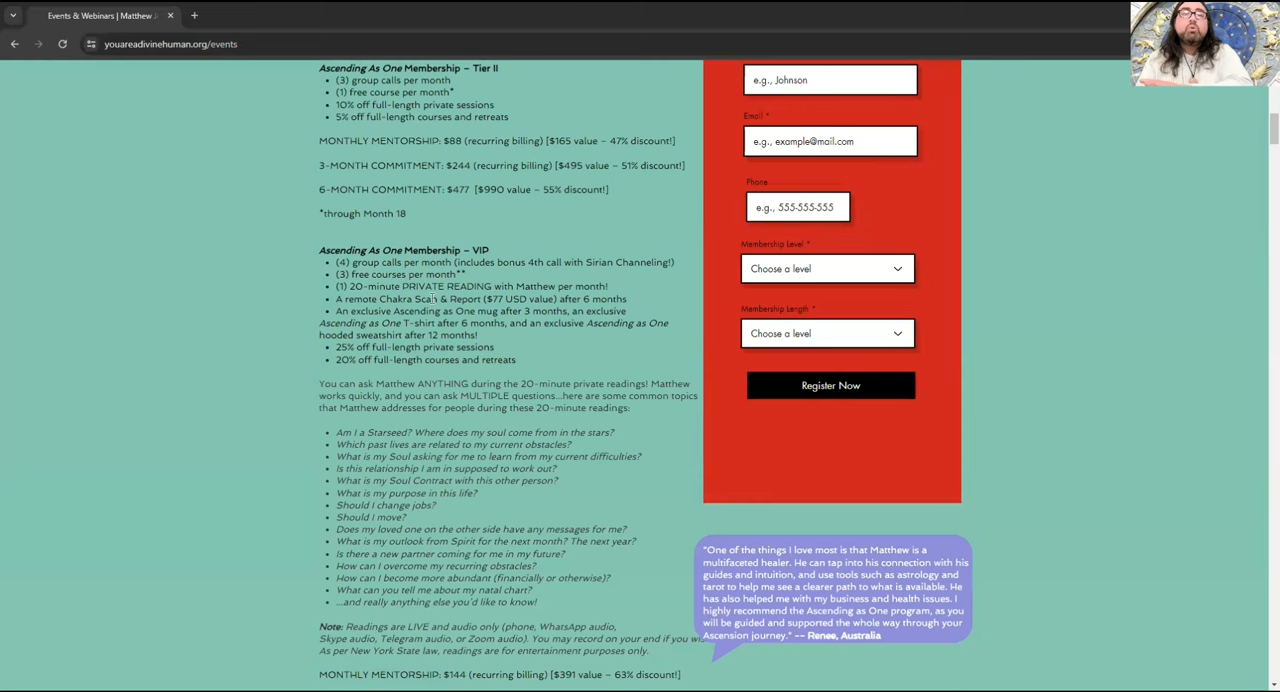 Events & Webinars | Matthew J
youareadivinehuman.org/events
Ascending As One Membership – Tier II
(3) group calls per month
(1) free course per month*
10% off full-length private sessions
5% off full-length courses and retreats
MONTHLY MENTORSHIP: $88 (recurring billing) [$165 value – 47% discount!]
3-MONTH COMMITMENT: $244 (recurring billing) [$495 value – 51% discount!]
6-MONTH COMMITMENT: $477 [$990 value – 55% discount!]
*through Month 18
Ascending As One Membership – VIP
(4) group calls per month (includes bonus 4th call with Sirian Channeling!)
(3) free courses per month**
(1) 20-minute PRIVATE READING with Matthew per month!
A remote Chakra Scan & Report ($77 USD value) after 6 months
An exclusive Ascending as One mug after 3 months, an exclusive
Ascending as One T-shirt after 6 months, and an exclusive Ascending as One
hooded sweatshirt after 12 months!
25% off full-length private sessions
20% off full-length courses and retreats
You can ask Matthew ANYTHING during the 20-minute private readings! Matthew
works quickly, and you can ask MULTIPLE questions...here are some common topics
that Matthew addresses for people during these 20-minute readings:
Am I a Starseed? Where does my soul come from in the stars?
Which past lives are related to my current obstacles?
What is my Soul asking for me to learn from my current difficulties?
Is this relationship I am in supposed to work out?
What is my Soul Contract with this other person?
What is my purpose in this life?
Should I change jobs?
Should I move?
Does my loved one on the other side have any messages for me?
What is my outlook from Spirit for the next month? The next year?
Is there a new partner coming for me in my future?
How can I overcome my recurring obstacles?
How can I become more abundant (financially or otherwise)?
What can you tell me about my natal chart?
...and really anything else you'd like to know!
Note: Readings are LIVE and audio only (phone, WhatsApp audio,
Skype audio, Telegram audio, or Zoom audio). You may record on your end if you wis
As per New York State law, readings are for entertainment purposes only.
MONTHLY MENTORSHIP: $144 (recurring billing) [$391 value – 63% discount!]
e.g., Johnson
Email *
e.g., example@mail.com
Phone
e.g., 555-555-555
Membership Level *
Choose a level
Membership Length *
Choose a level
Register Now
"One of the things I love most is that Matthew is a
multifaceted healer. He can tap into his connection with his
guides and intuition, and use tools such as astrology and
tarot to help me see a clearer path to what is available. He
has also helped me with my business and health issues. I
highly recommend the Ascending as One program, as you
will be guided and supported the whole way through your
Ascension journey." -- Renee, Australia